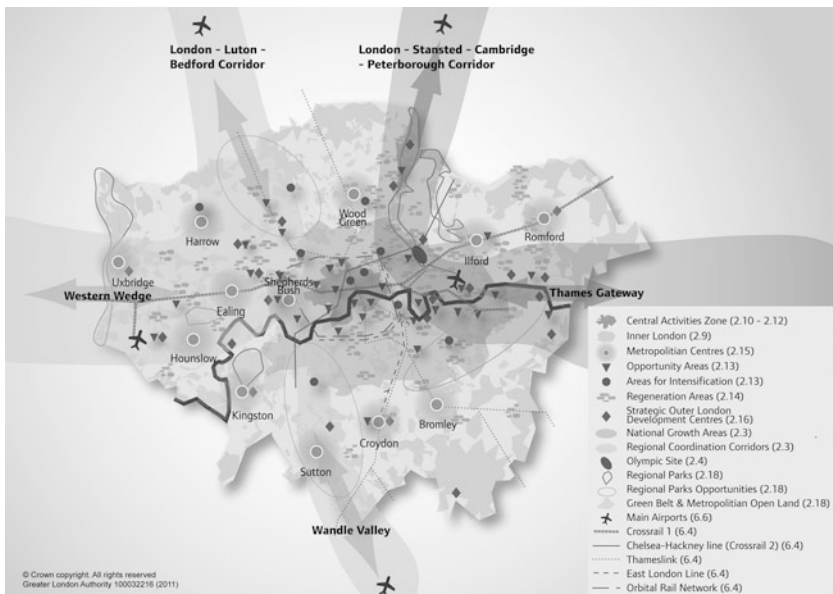 London - Luton -
Bedford Corridor
London - Stansted - Cambridge
- Peterborough Corridor
Wood
Green
Harrow
Romford
Ilford
Uxbridge
Shepherds
Bush
Western Wedge
Thames Gateway
Ealing
Hounslow
Kingston
Bromley
Croydon
Sutton
Wandle Valley
Central Activities Zone (2.10 - 2.12)
Inner London (2.9)
Metropolitian Centres (2.15)
Opportunity Areas (2.13)
Areas for Intensification (2.13)
Regeneration Areas (2.14)
Strategic Outer London
Development Centres (2.16)
National Growth Areas (2.3)
Regional Coordination Corridors (2.3)
Olympic Site (2.4)
Regional Parks (2.18)
Regional Parks Opportunities (2.18)
Green Belt & Metropolitian Open Land (2.18)
Main Airports (6.6)
Crossrail 1 (6.4)
Chelsea-Hackney line (Crossrail 2) (6.4)
Thameslink (6.4)
East London Line (6.4)
Orbital Rail Network (6.4)
© Crown copyright. All rights reserved
Greater London Authority 100032216 (2011)